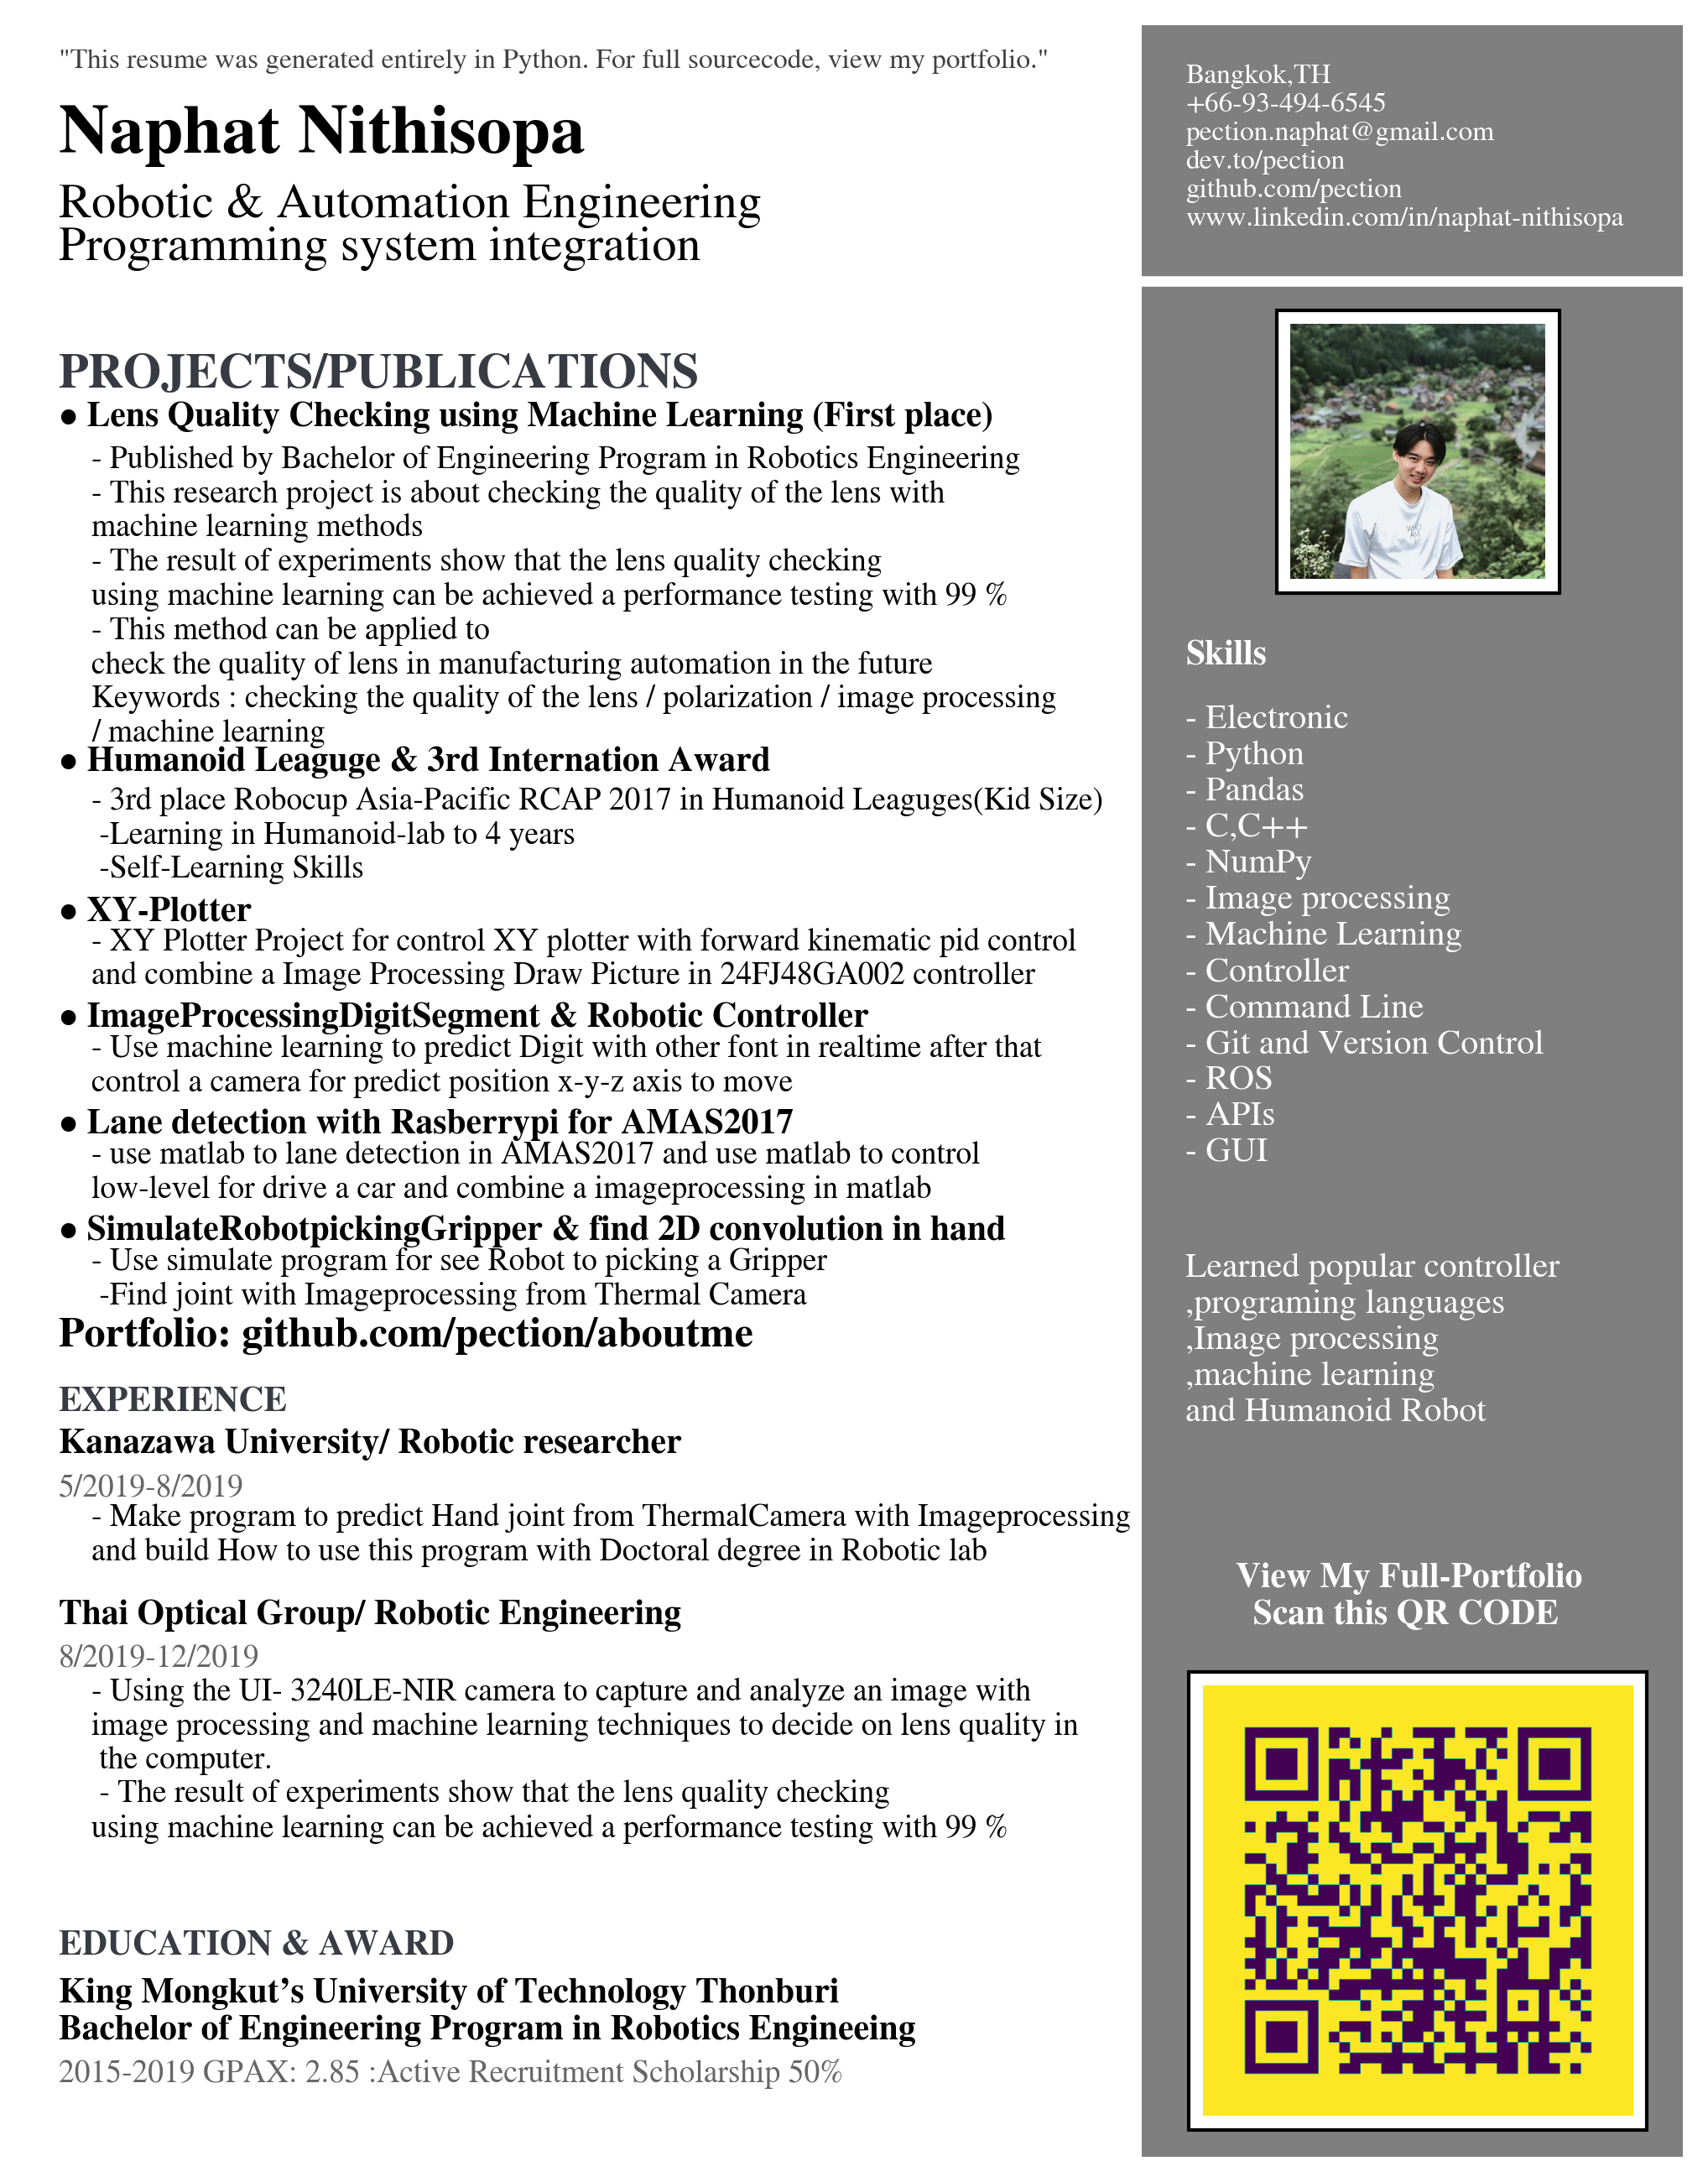 "This resume was generated entirely in Python. For full sourcecode, view my portfolio."
Naphat Nithisopa
Robotic & Automation Engineering
Programming system integration
PROJECTS/PUBLICATIONS
● Lens Quality Checking using Machine Learning (First place)
- Published by Bachelor of Engineering Program in Robotics Engineering
- This research project is about checking the quality of the lens with
machine learning methods
- The result of experiments show that the lens quality checking
using machine learning can be achieved a performance testing with 99 %
- This method can be applied to
check the quality of lens in manufacturing automation in the future
Keywords : checking the quality of the lens / polarization / image processing
/ machine learning
● Humanoid Leaguge & 3rd Internation Award
- 3rd place Robocup Asia-Pacific RCAP 2017 in Humanoid Leaguges(Kid Size)
-Learning in Humanoid-lab to 4 years
-Self-Learning Skills
● XY-Plotter
- XY Plotter Project for control XY plotter with forward kinematic pid control
and combine a Image Processing Draw Picture in 24FJ48GA002 controller
● ImageProcessingDigitSegment & Robotic Controller
- Use machine learning to predict Digit with other font in realtime after that
control a camera for predict position x-y-z axis to move
● Lane detection with Rasberrypi for AMAS2017
- use matlab to lane detection in AMAS2017 and use matlab to control
low-level for drive a car and combine a imageprocessing in matlab
● SimulateRobotpickingGripper & find 2D convolution in hand
- Use simulate program for see Robot to picking a Gripper
-Find joint with Imageprocessing from Thermal Camera
Portfolio: github.com/pection/aboutme
EXPERIENCE
Kanazawa University/ Robotic researcher
5/2019-8/2019
- Make program to predict Hand joint from ThermalCamera with Imageprocessing
and build How to use this program with Doctoral degree in Robotic lab
Thai Optical Group/ Robotic Engineering
8/2019-12/2019
- Using the UI- 3240LE-NIR camera to capture and analyze an image with
image processing and machine learning techniques to decide on lens quality in
the computer.
- The result of experiments show that the lens quality checking
using machine learning can be achieved a performance testing with 99 %
EDUCATION & AWARD
King Mongkut’s University of Technology Thonburi
Bachelor of Engineering Program in Robotics Engineeing
2015-2019 GPAX: 2.85 :Active Recruitment Scholarship 50%
Bangkok,TH
+66-93-494-6545
pection.naphat@gmail.com
dev.to/pection
github.com/pection
www.linkedin.com/in/naphat-nithisopa
WHO
AM
I
Skills
- Electronic
- Python
- Pandas
- C,C++
- NumPy
- Image processing
- Machine Learning
- Controller
- Command Line
- Git and Version Control
- ROS
- APIs
- GUI
Learned popular controller
,programing languages
,Image processing
,machine learning
and Humanoid Robot
View My Full-Portfolio
Scan this QR CODE